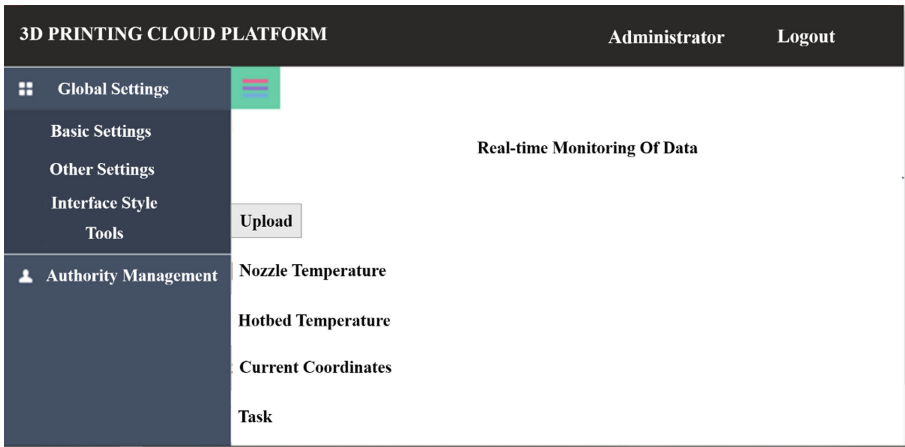 3D PRINTING CLOUD PLATFORM
Administrator
Logout
Global Settings
Basic Settings
Other Settings
Interface Style
Tools
Authority Management
Real-time Monitoring Of Data
Upload
Nozzle Temperature
Hotbed Temperature
Current Coordinates
Task